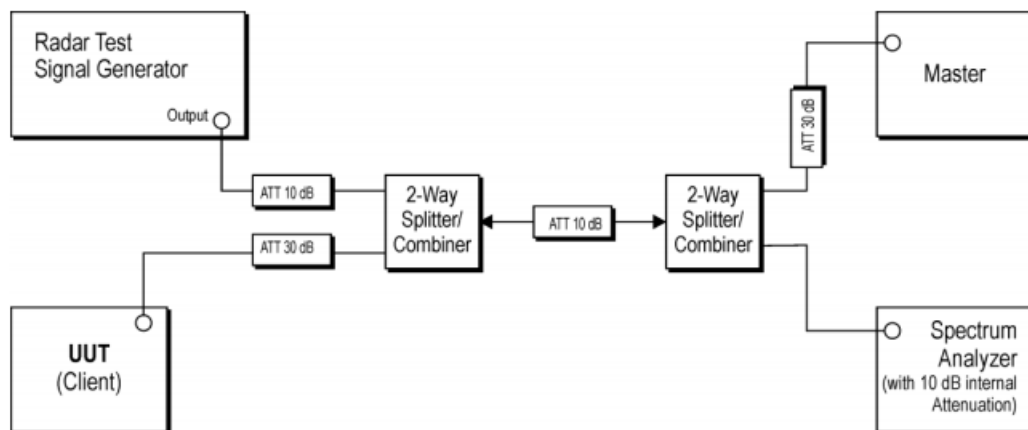 Radar Test
Signal Generator
Output
ATT 10 dB
ATT 30 dB
UUT
(Client)
2-Way
Splitter/
Combiner
ATT 10 dB
2-Way
Splitter/
Combiner
ATT 30 dB
Master
Spectrum
Analyzer
(with 10 dB internal
Attenuation)